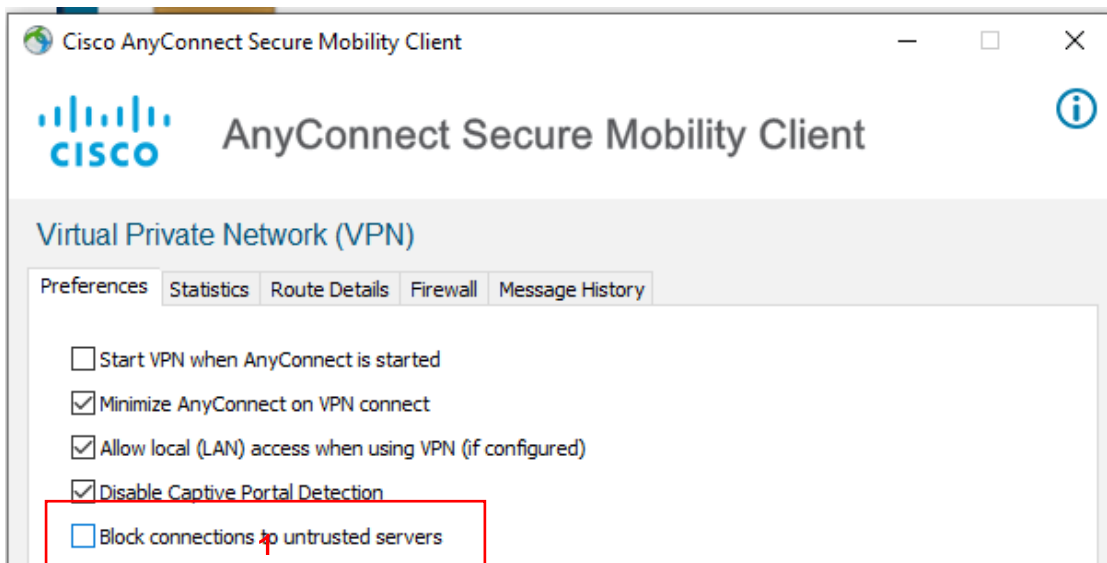 Cisco AnyConnect Secure Mobility Client
CISCO
AnyConnect Secure Mobility Client
Virtual Private Network (VPN)
Preferences Statistics Route Details Firewall Message History
Start VPN when AnyConnect is started
Minimize AnyConnect on VPN connect
Allow local (LAN) access when using VPN (if configured)
Disable Captive Portal Detection
Block connections to untrusted servers